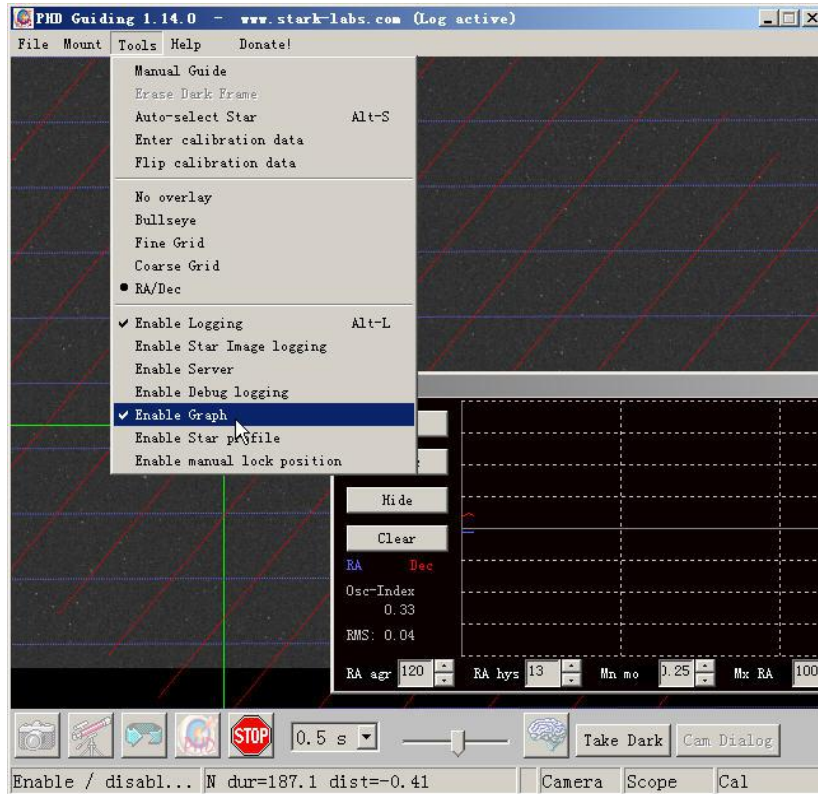 PHD Guiding 1.14.0 - www.stark-labs.com (Log active)
File Mount Tools Help Donate!
Manual Guide
Erase Dark Frame
Auto-select Star Alt-S
Enter calibration data
Flip calibration data
No overlay
Bullseye
Fine Grid
Coarse Grid
RA/Dec
Enable Logging Alt-L
Enable Star Image logging
Enable Server
Enable Debug logging
Enable Graph
Enable Star profile
Enable manual lock position
Hide
Clear
RA Dec
Osc-Index
0.33
RMS: 0.04
RA agr 120 RA hys 13 Mn mo 0.25 Mx RA 100
STOP 0.5 s Take Dark Cam Dialog
Enable / disabl... N dur=187.1 dist=-0.41 Camera Scope Cal